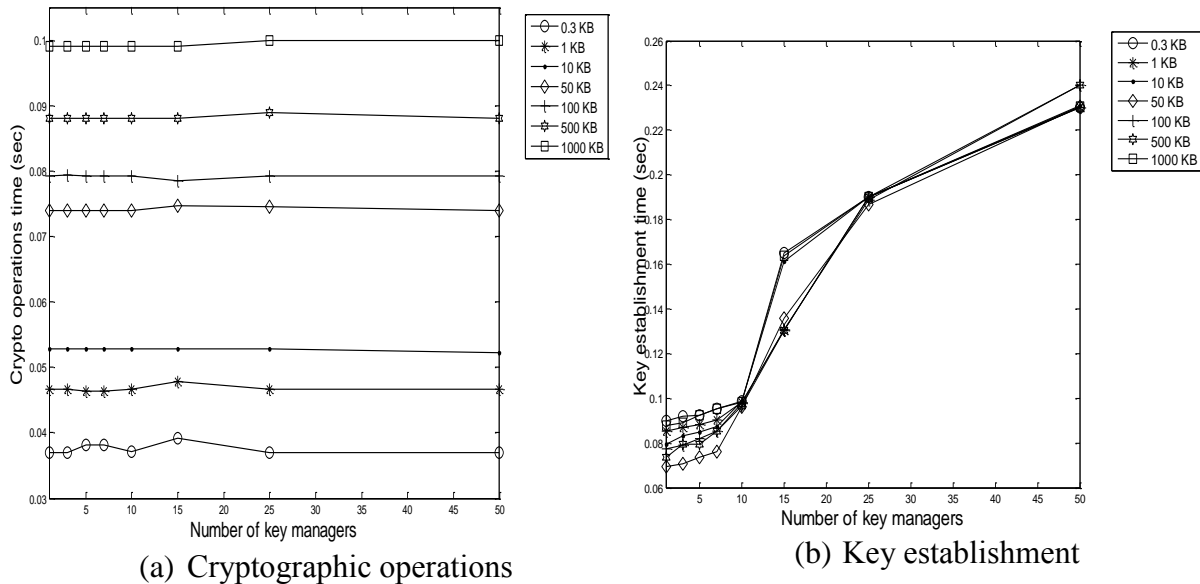 0.1
0.09
0.08
0.07
0.06
0.05
0.04
0.03
5
10
15
20
25
30
35
40
45
50
Crypto operations time (sec)
Number of key managers
0.3 KB
1 KB
10 KB
50 KB
100 KB
500 KB
1000 KB
(a) Cryptographic operations
0.26
0.24
0.22
0.2
0.18
0.16
0.14
0.12
0.1
0.08
0.06
5
10
15
20
25
30
35
40
45
50
Key establishment time (sec)
Number of key managers
0.3 KB
1 KB
10 KB
50 KB
100 KB
500 KB
1000 KB
(b) Key establishment